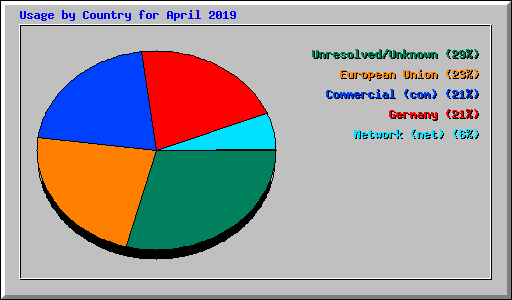 Usage by Country for April 2019
Unresolved/Unknown (29%)
European Union (23%)
Commercial (com) (21%)
Germany (21%)
Network (net) (6%)